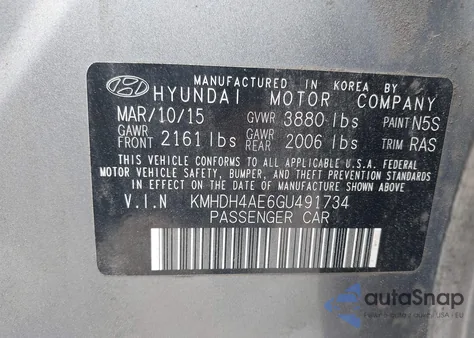 MANUFACTURED IN KOREA BY
HYUNDAI MOTOR COMPANY
MAR/10/15 GVWR 3880 lbs PAINT N5S
GAWR FRONT 2161 lbs GAWR REAR 2006 lbs TRIM RAS
THIS VEHICLE CONFORMS TO ALL APPLICABLE U.S.A. FEDERAL
MOTOR VEHICLE SAFETY, BUMPER, AND THEFT PREVENTION STANDARDS
IN EFFECT ON THE DATE OF MANUFACTURE SHOWN ABOVE.
V.I.N KMHDH4AE6GU491734
PASSENGER CAR
autoSnap